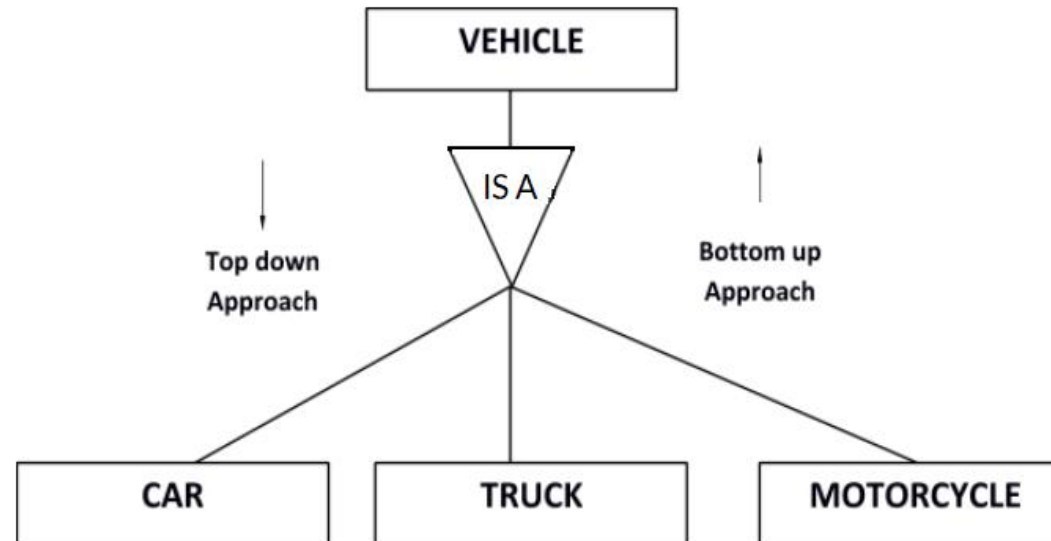 VEHICLE
IS A ,
Top down
Approach
Bottom up
Approach
CAR
TRUCK
MOTORCYCLE